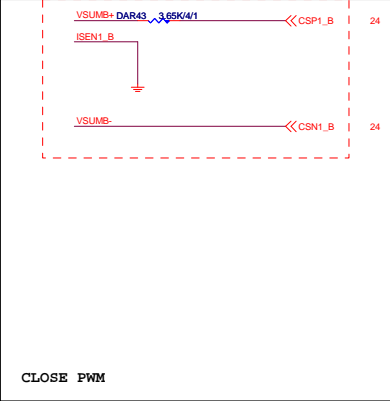 VSUMB+ DAR43 3.65K/4/1 CSP1_B 24
ISEN1_B
VSUMB- CSN1_B 24
CLOSE PWM